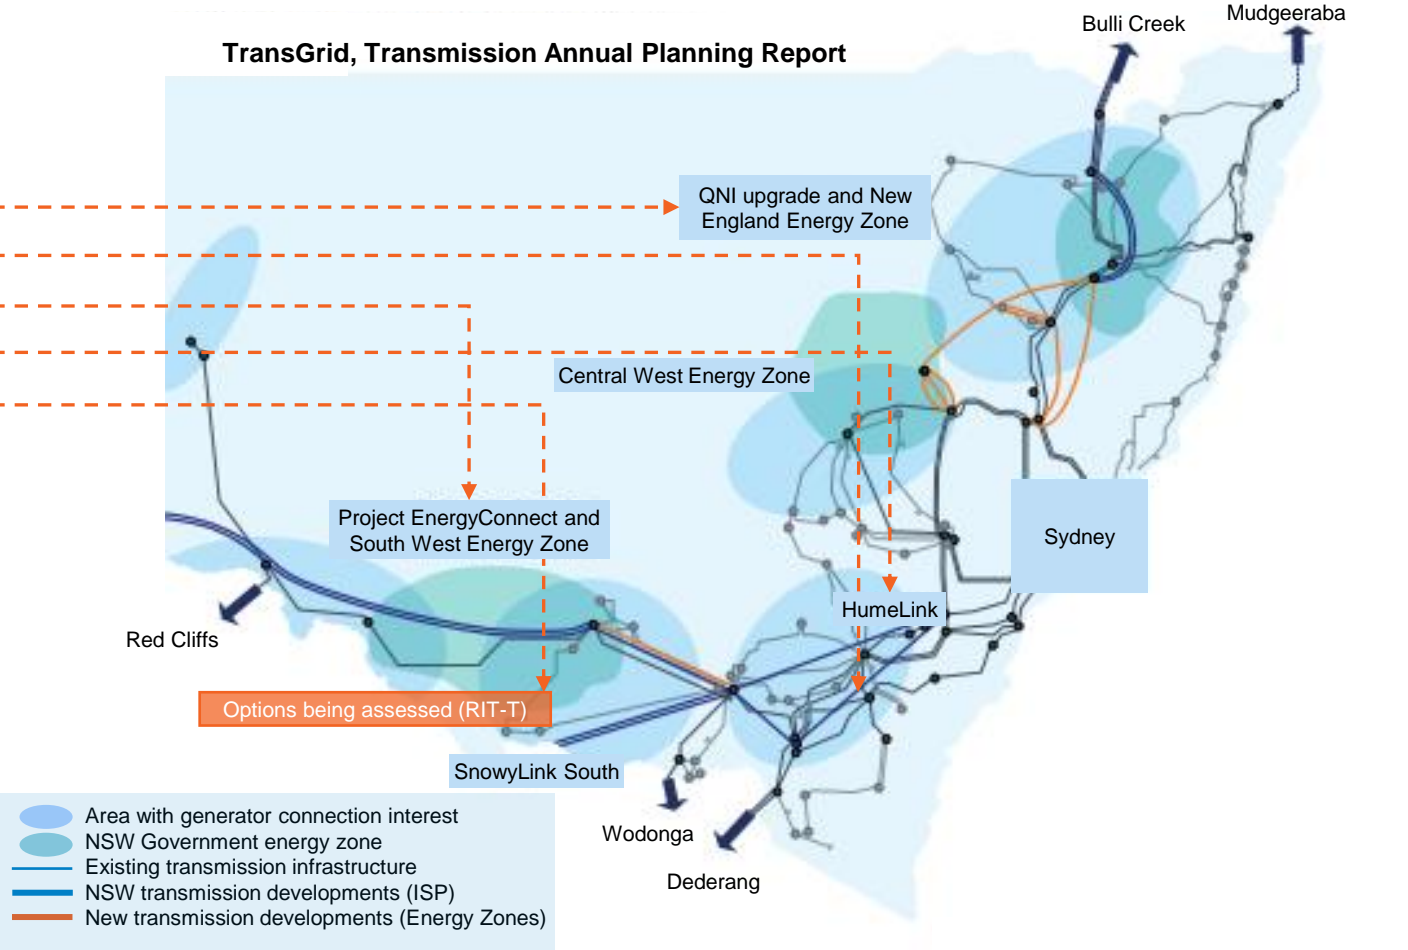 Mudgeeraba
Bulli Creek
TransGrid, Transmission Annual Planning Report
QNI upgrade and New
England Energy Zone
Central West Energy Zone
Project EnergyConnect and
South West Energy Zone
Sydney
HumeLink
Red Cliffs
Options being assessed (RIT-T)
SnowyLink South
Wodonga
Dederang
Area with generator connection interest
NSW Government energy zone
Existing transmission infrastructure
NSW transmission developments (ISP)
New transmission developments (Energy Zones)